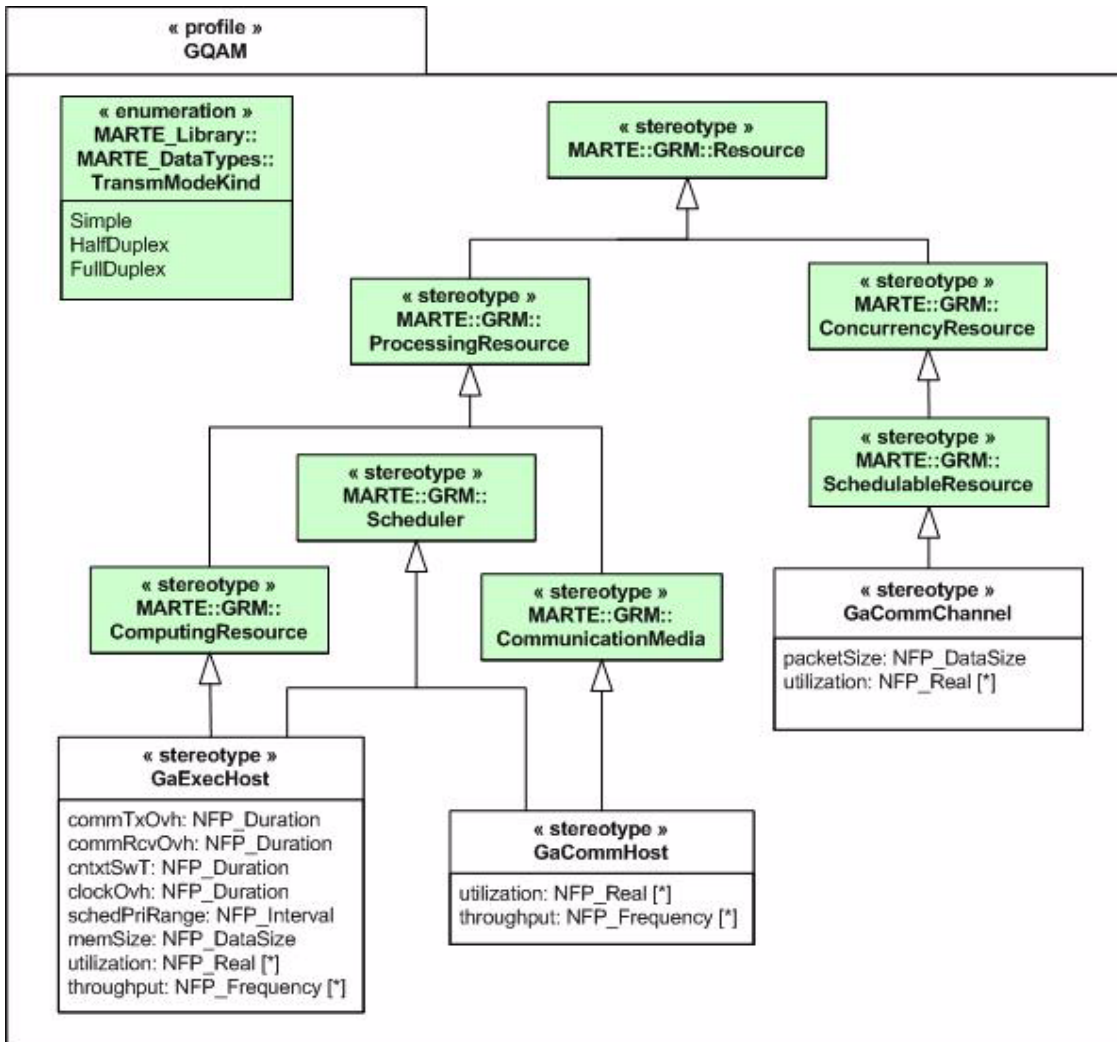 « profile »
GQAM
« enumeration »
MARTE_Library::
MARTE_DataTypes::
TransmModeKind
Simple
HalfDuplex
FullDuplex
« stereotype »
MARTE::GRM::Resource
« stereotype »
MARTE::GRM::
ProcessingResource
« stereotype »
MARTE::GRM::
ConcurrencyResource
« stereotype »
MARTE::GRM::
Scheduler
« stereotype »
MARTE::GRM::
SchedulableResource
« stereotype »
MARTE::GRM::
ComputingResource
« stereotype »
MARTE::GRM::
CommunicationMedia
« stereotype »
GaCommChannel
packetSize: NFP_DataSize
utilization: NFP_Real [*]
« stereotype »
GaExecHost
commTxOvh: NFP_Duration
commRcvOvh: NFP_Duration
cntxtSwT: NFP_Duration
clockOvh: NFP_Duration
schedPriRange: NFP_Interval
memSize: NFP_DataSize
utilization: NFP_Real [*]
throughput: NFP_Frequency [*]
« stereotype »
GaCommHost
utilization: NFP_Real [*]
throughput: NFP_Frequency [*]